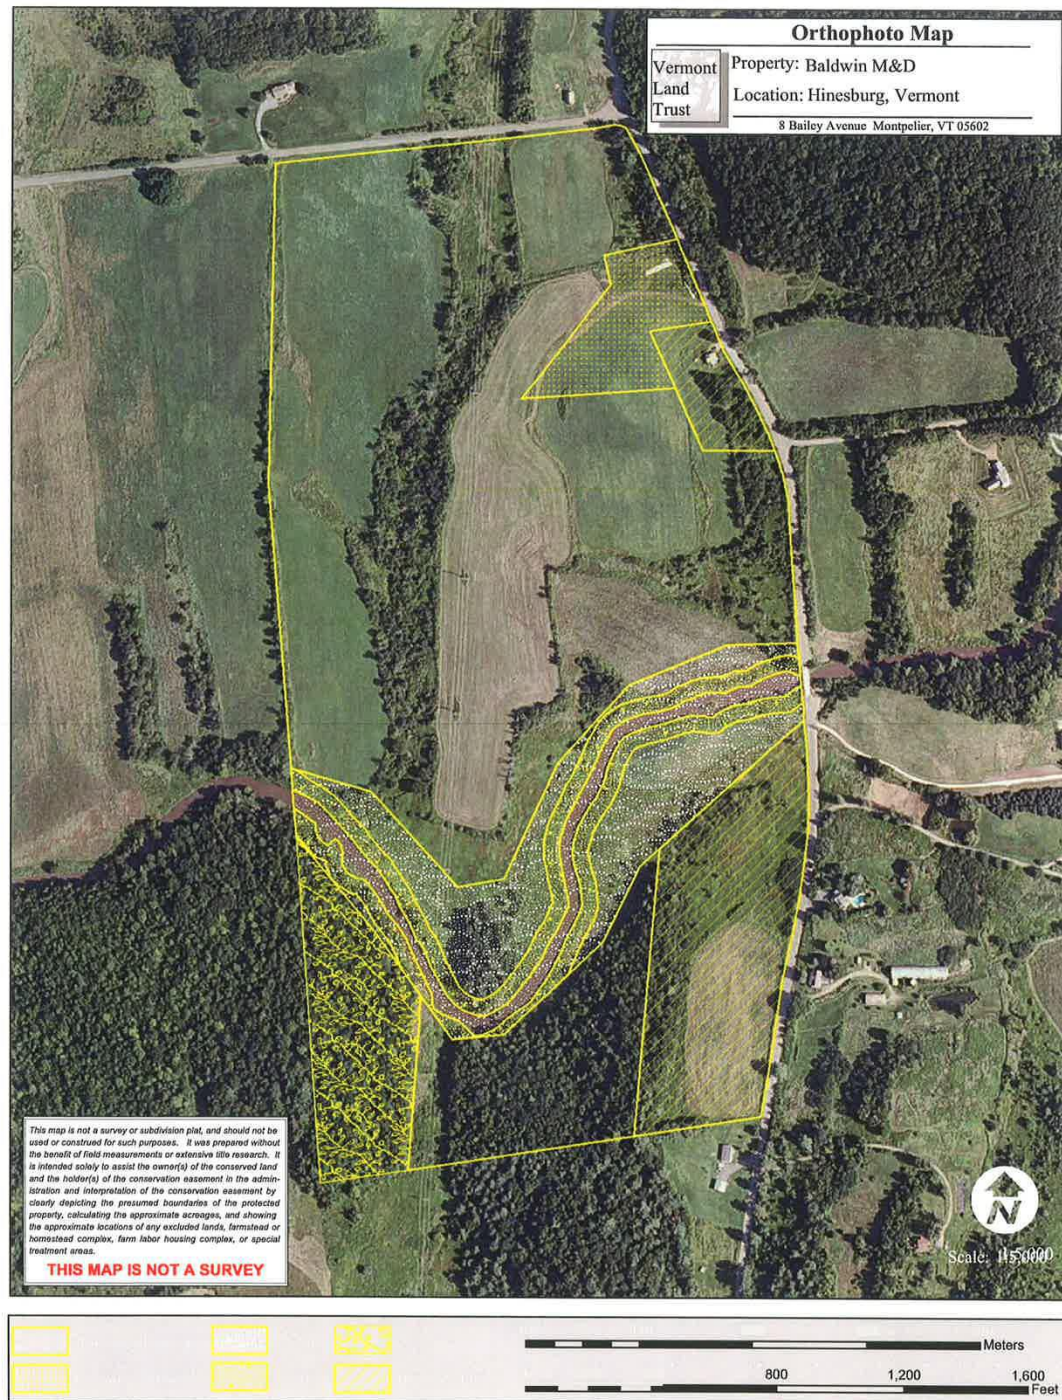 Orthophoto Map
Vermont
Land
Trust
Property: Baldwin M&D
Location: Hinesburg, Vermont
8 Bailey Avenue Montpelier, VT 05602
This map is not a survey or subdivision plat, and should not be
used or construed for such purposes. It was prepared without
the benefit of field measurements or extensive title research. It
is intended solely to assist the owner(s) of the conserved land
and the holder(s) of the conservation easement in the admin-
istration and interpretation of the conservation easement by
clearly depicting the presumed boundaries of the protected
property, calculating the approximate acreages, and showing
the approximate locations of any excluded lands, farmstead or
homestead complex, farm labor housing complex, or special
treatment areas.
THIS MAP IS NOT A SURVEY
N
Scale:
Meters
800 1,200 1,600
Feet